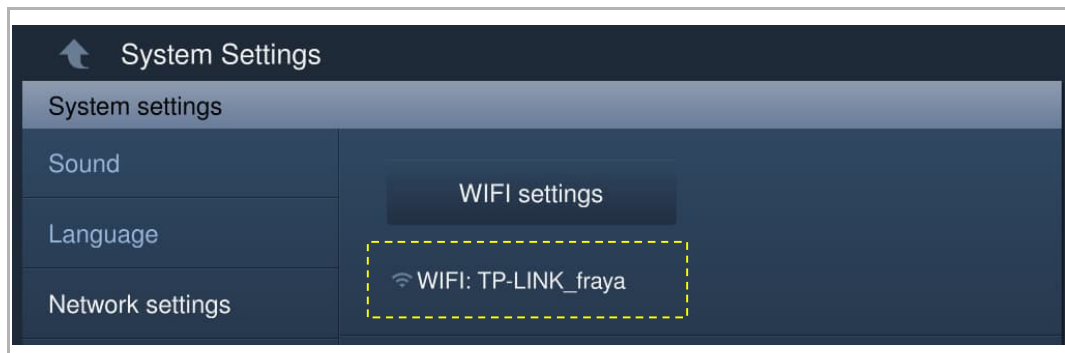 System Settings
System settings
Sound
WIFI settings
Language
WIFI: TP-LINK_fraya
Network settings